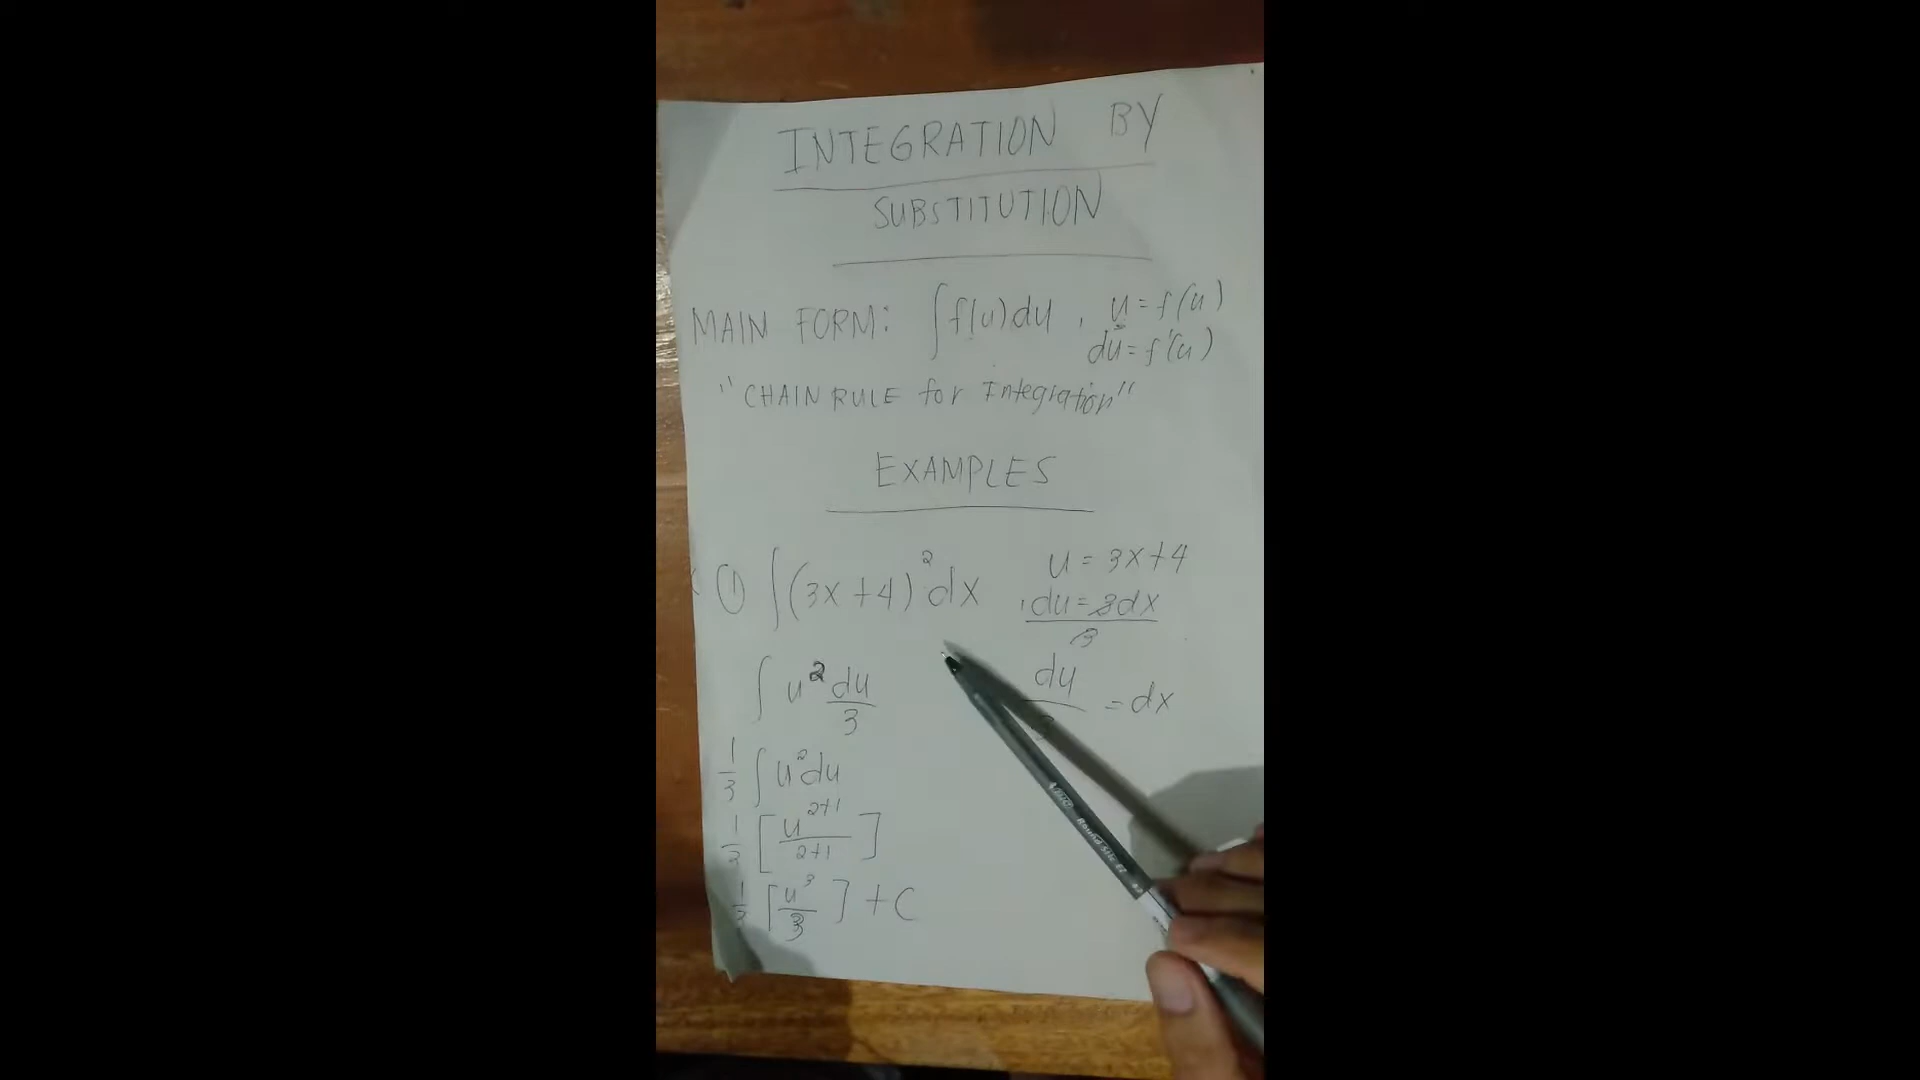 INTEGRATION BY
SUBSTITUTION
MAIN FORM: ∫f(u)du, u=f(u)
du=f'(u)
"CHAIN RULE for Integration"
EXAMPLES
① ∫(3x+4)²dx
u=3x+4
du=3dx
3
∫u² du/3
du/3 =dx
1/3 ∫u²du
1/3 [u²⁺¹/2+1]
1/3 [u³/3] +C